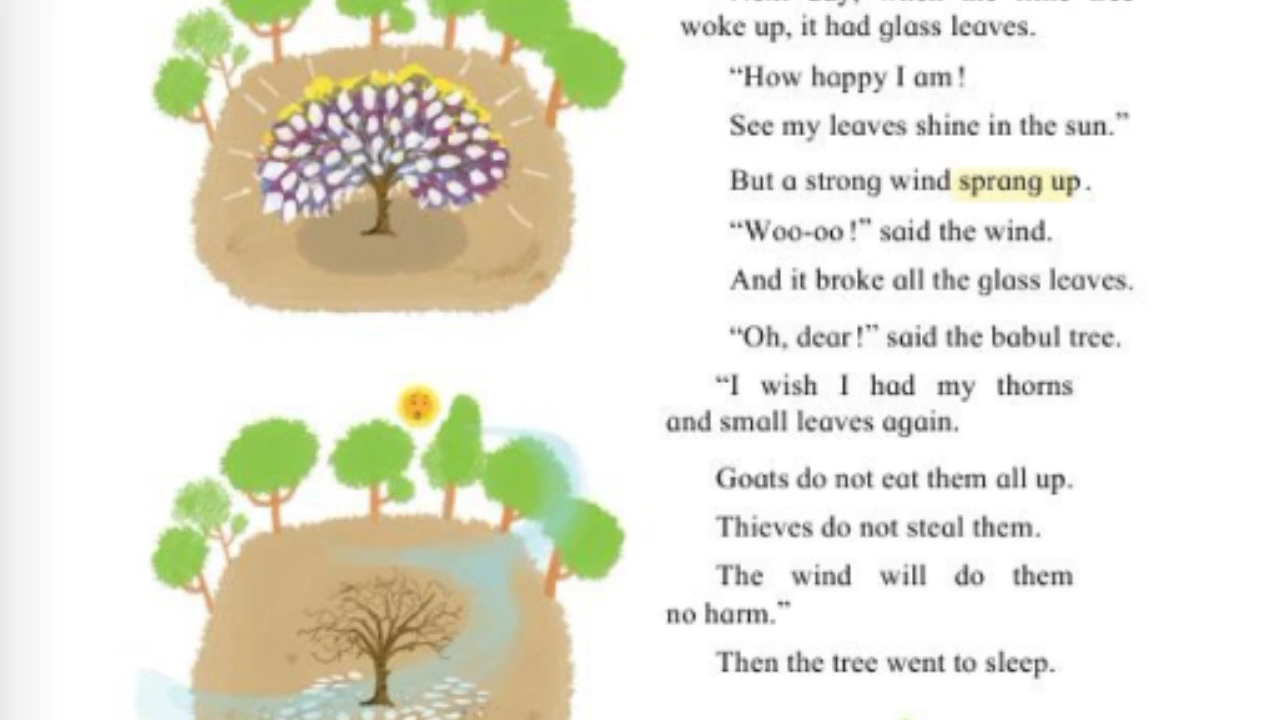 woke up, it had glass leaves.
“How happy I am!
See my leaves shine in the sun.”
But a strong wind sprang up.
“Woo-oo!” said the wind.
And it broke all the glass leaves.
“Oh, dear!” said the babul tree.
“I wish I had my thorns
and small leaves again.
Goats do not eat them all up.
Thieves do not steal them.
The wind will do them
no harm.”
Then the tree went to sleep.